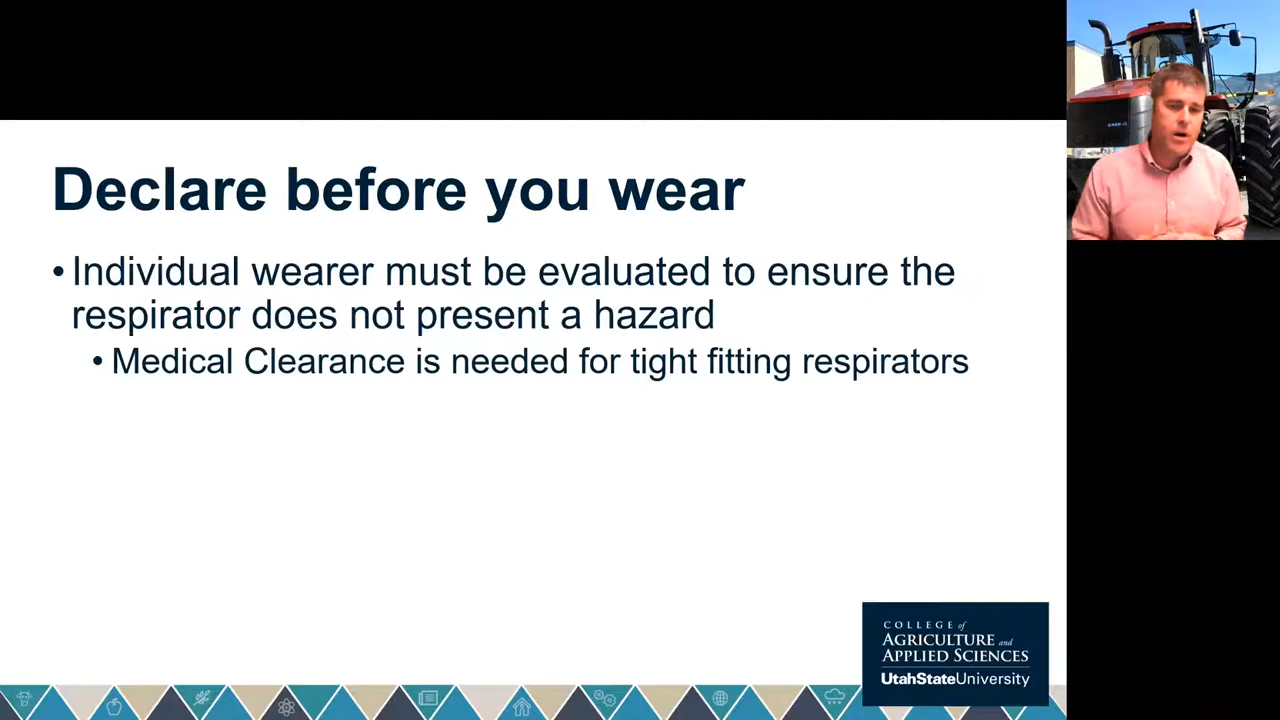 Declare before you wear
• Individual wearer must be evaluated to ensure the
respirator does not present a hazard
• Medical Clearance is needed for tight fitting respirators
COLLEGE of
AGRICULTURE and
APPLIED SCIENCES
UtahStateUniversity